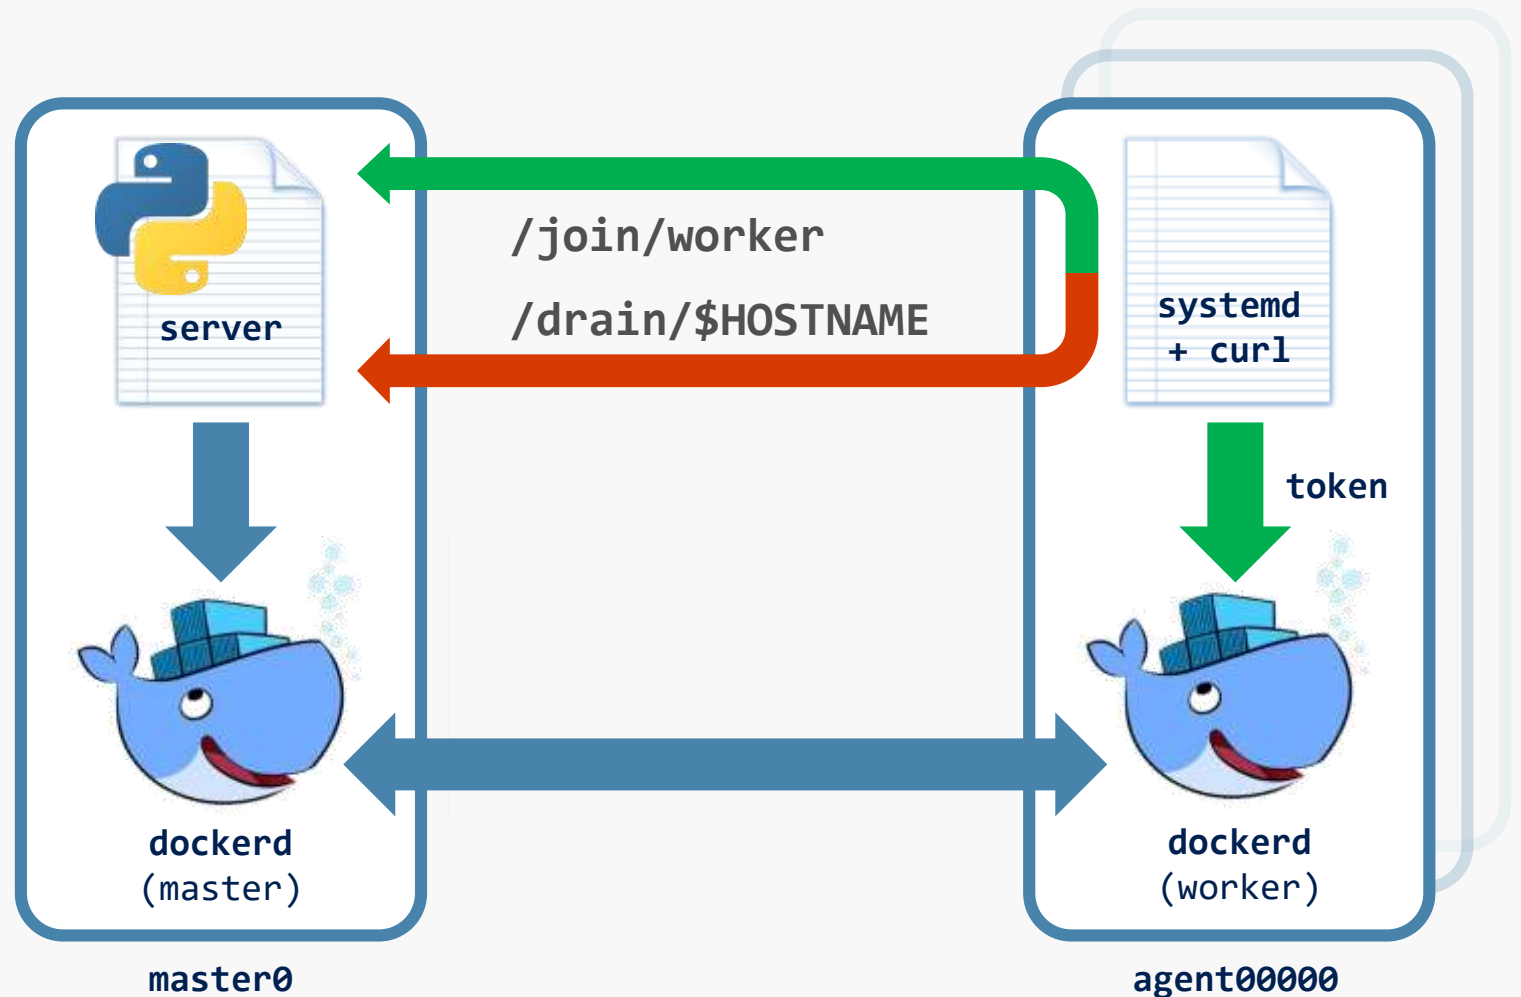 /join/worker
/drain/$HOSTNAME
server
systemd
+ curl
token
dockerd
(master)
dockerd
(worker)
master0
agent00000